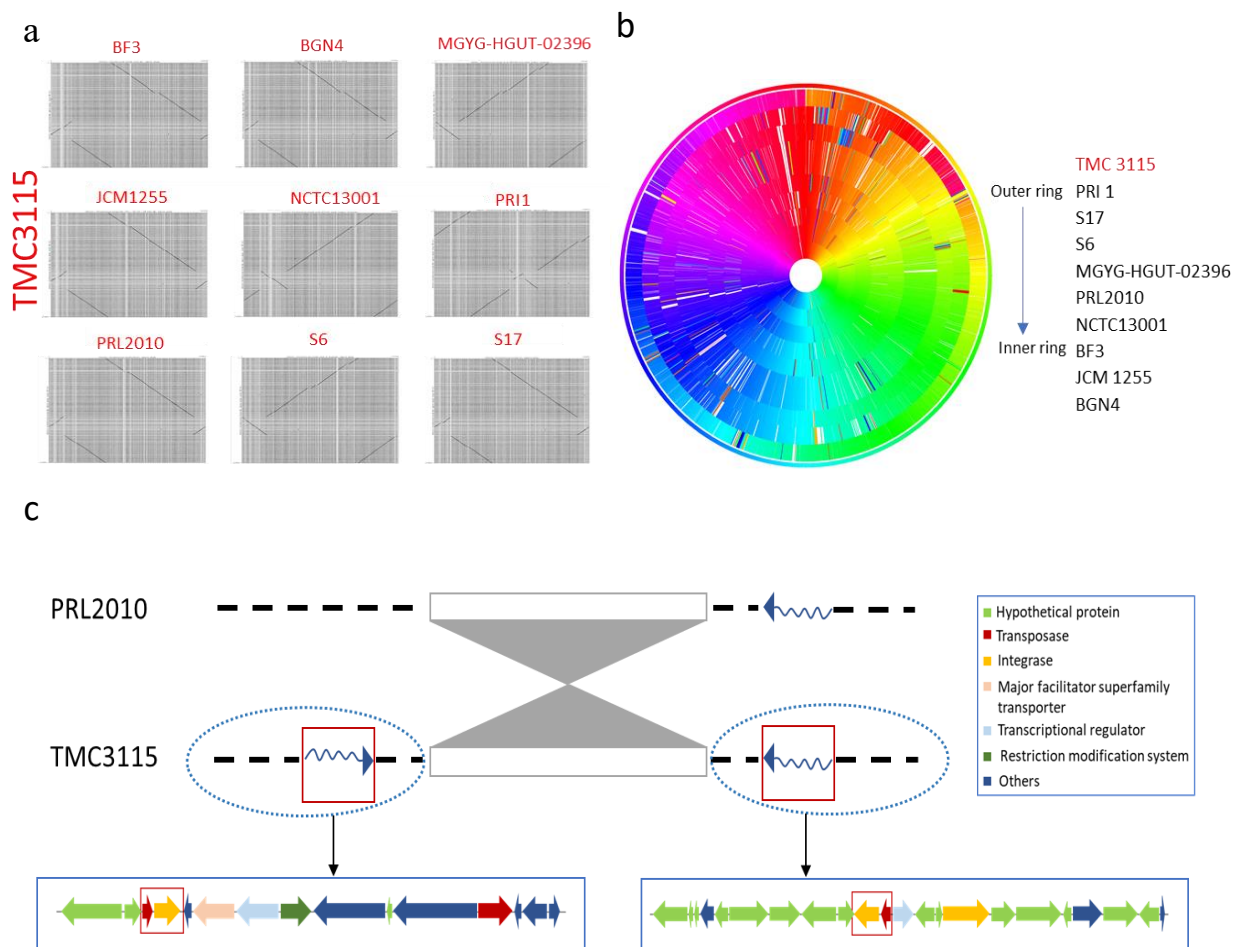 a
BF3
BGN4
MGYG-HGUT-02396
TMC3115
JCM1255
NCTC13001
PRI1
PRL2010
S6
S17
b
Outer ring
Inner ring
TMC 3115
PRI 1
S17
S6
MGYG-HGUT-02396
PRL2010
NCTC13001
BF3
JCM 1255
BGN4
c
PRL2010
TMC3115
Hypothetical protein
Transposase
Integrase
Major facilitator superfamily
transporter
Transcriptional regulator
Restriction modification system
Others